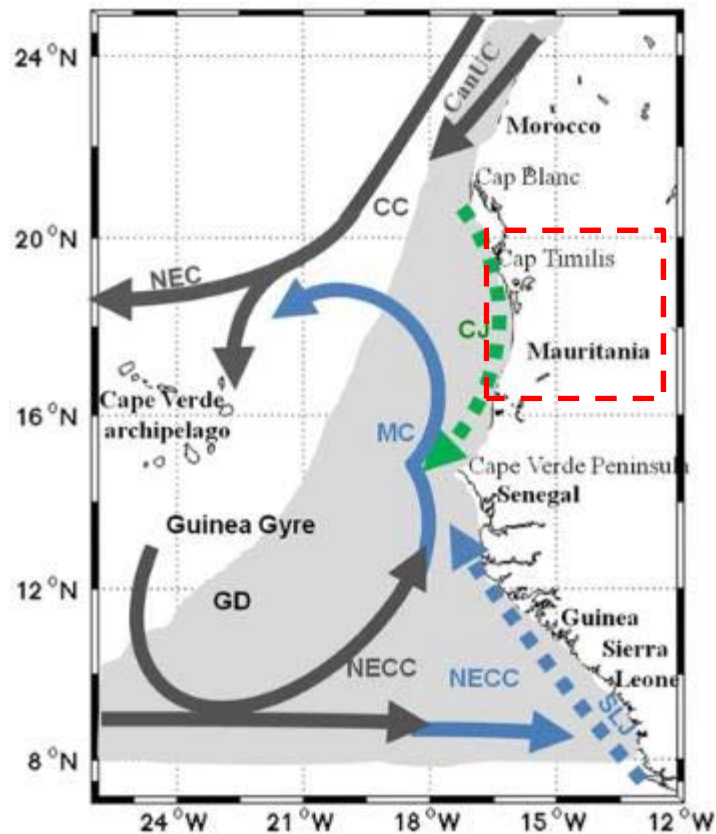 24°N
CanUC
Morocco
Cap Blanc
CC
20°N
Cap Timilis
NEC
CJ
Mauritania
Cape Verde
archipelago
16°N
MC
Cape Verde Peninsula
Senegal
Guinea Gyre
12°N
GD
Guinea
Sierra
Leone
NECC
NECC
SLJ
8°N
24°W
21°W
18°W
15°W
12°W